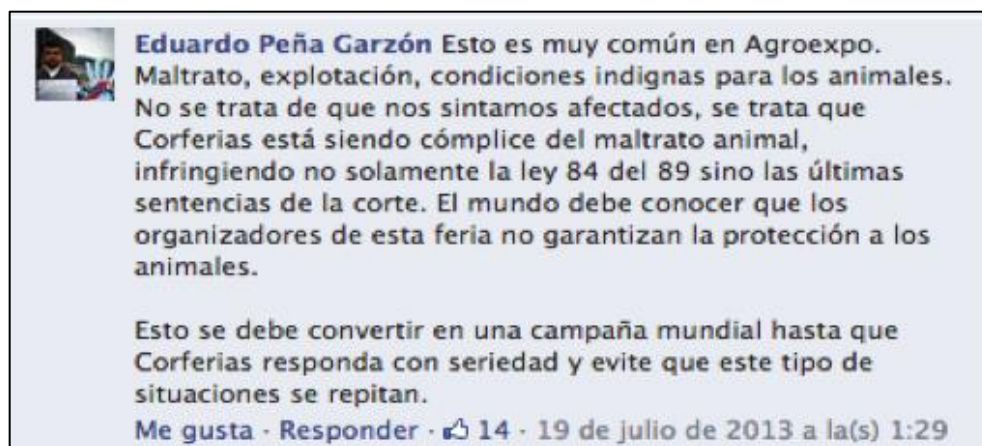 Eduardo Peña Garzón Esto es muy común en Agroexpo.
Maltrato, explotación, condiciones indignas para los animales.
No se trata de que nos sintamos afectados, se trata que
Corferias está siendo cómplice del maltrato animal,
infringiendo no solamente la ley 84 del 89 sino las últimas
sentencias de la corte. El mundo debe conocer que los
organizadores de esta feria no garantizan la protección a los
animales.
Esto se debe convertir en una campaña mundial hasta que
Corferias responda con seriedad y evite que este tipo de
situaciones se repitan.
Me gusta · Responder · 14 · 19 de julio de 2013 a la(s) 1:29